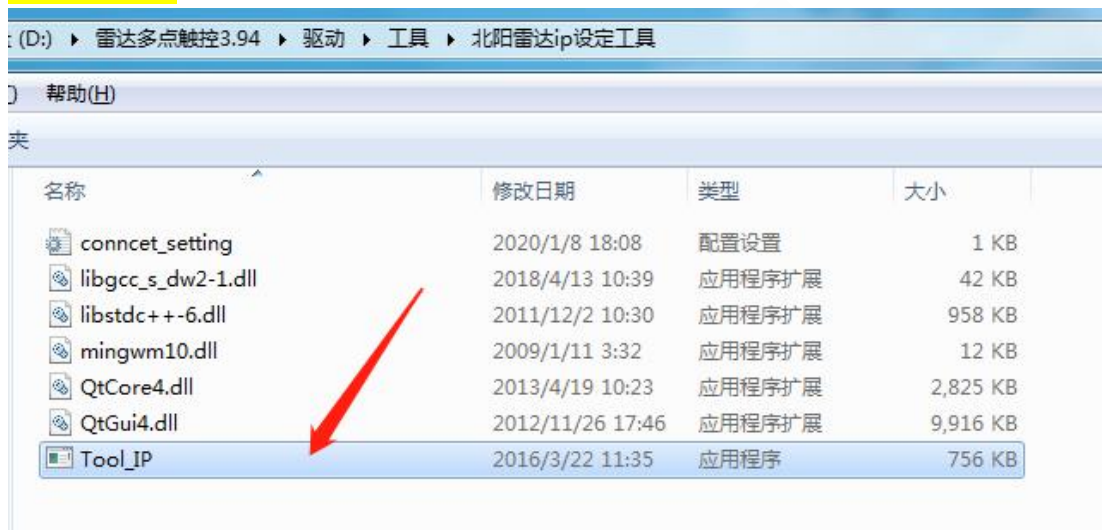 (D:) ▸ 雷达多点触控3.94 ▸ 驱动 ▸ 工具 ▸ 北阳雷达ip设定工具
) 帮助(H)
夹
名称 修改日期 类型 大小
conncet_setting 2020/1/8 18:08 配置设置 1 KB
libgcc_s_dw2-1.dll 2018/4/13 10:39 应用程序扩展 42 KB
libstdc++-6.dll 2011/12/2 10:30 应用程序扩展 958 KB
mingwm10.dll 2009/1/11 3:32 应用程序扩展 12 KB
QtCore4.dll 2013/4/19 10:23 应用程序扩展 2,825 KB
QtGui4.dll 2012/11/26 17:46 应用程序扩展 9,916 KB
Tool_IP 2016/3/22 11:35 应用程序 756 KB